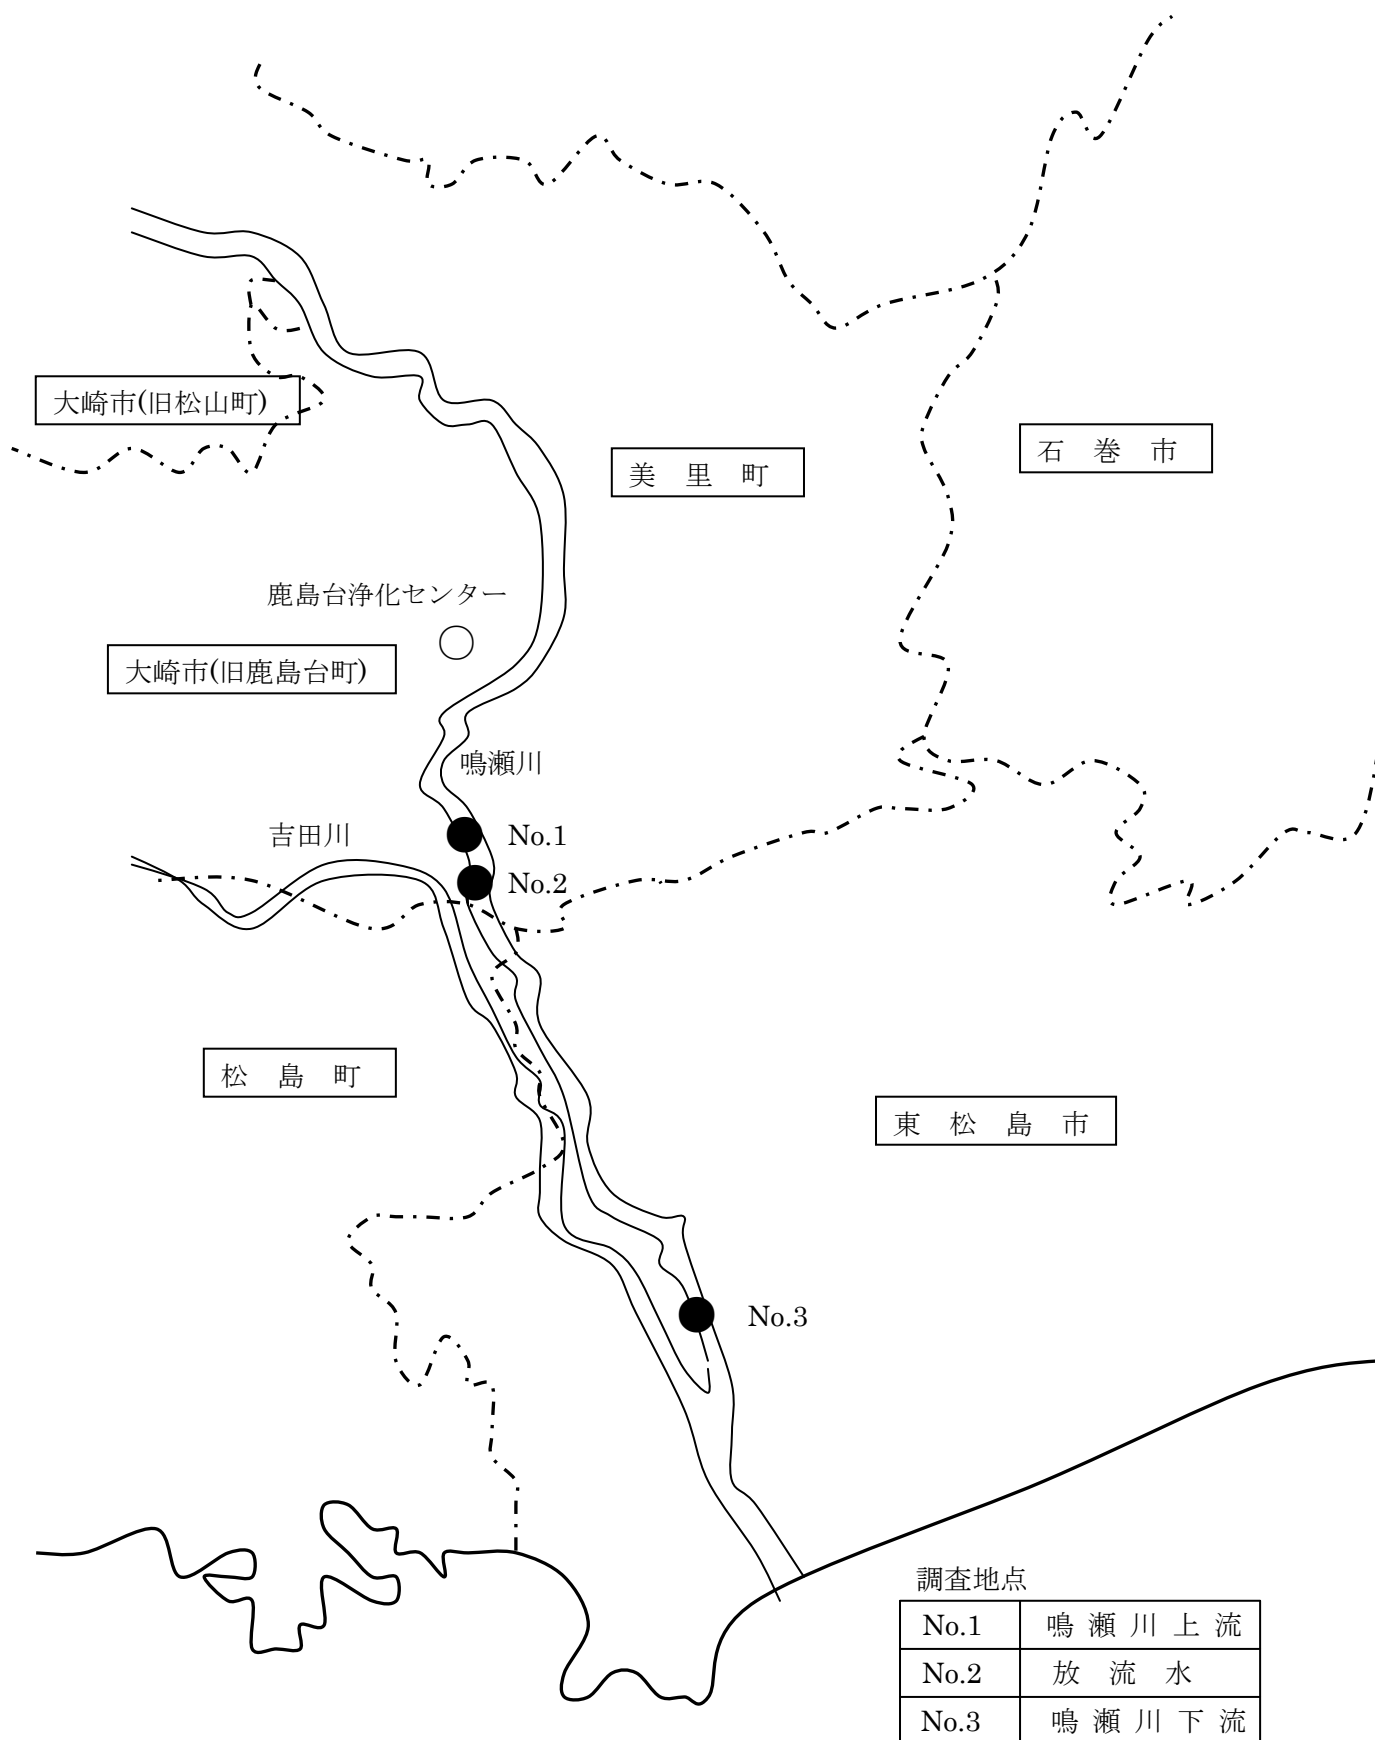 大崎市(旧松山町)
石 巻 市
美 里 町
鹿島台浄化センター
大崎市(旧鹿島台町)
鳴瀬川
吉田川
No.1
No.2
松 島 町
東 松 島 市
No.3
調査地点
No.1 鳴 瀬 川 上 流
No.2 放 流 水
No.3 鳴 瀬 川 下 流